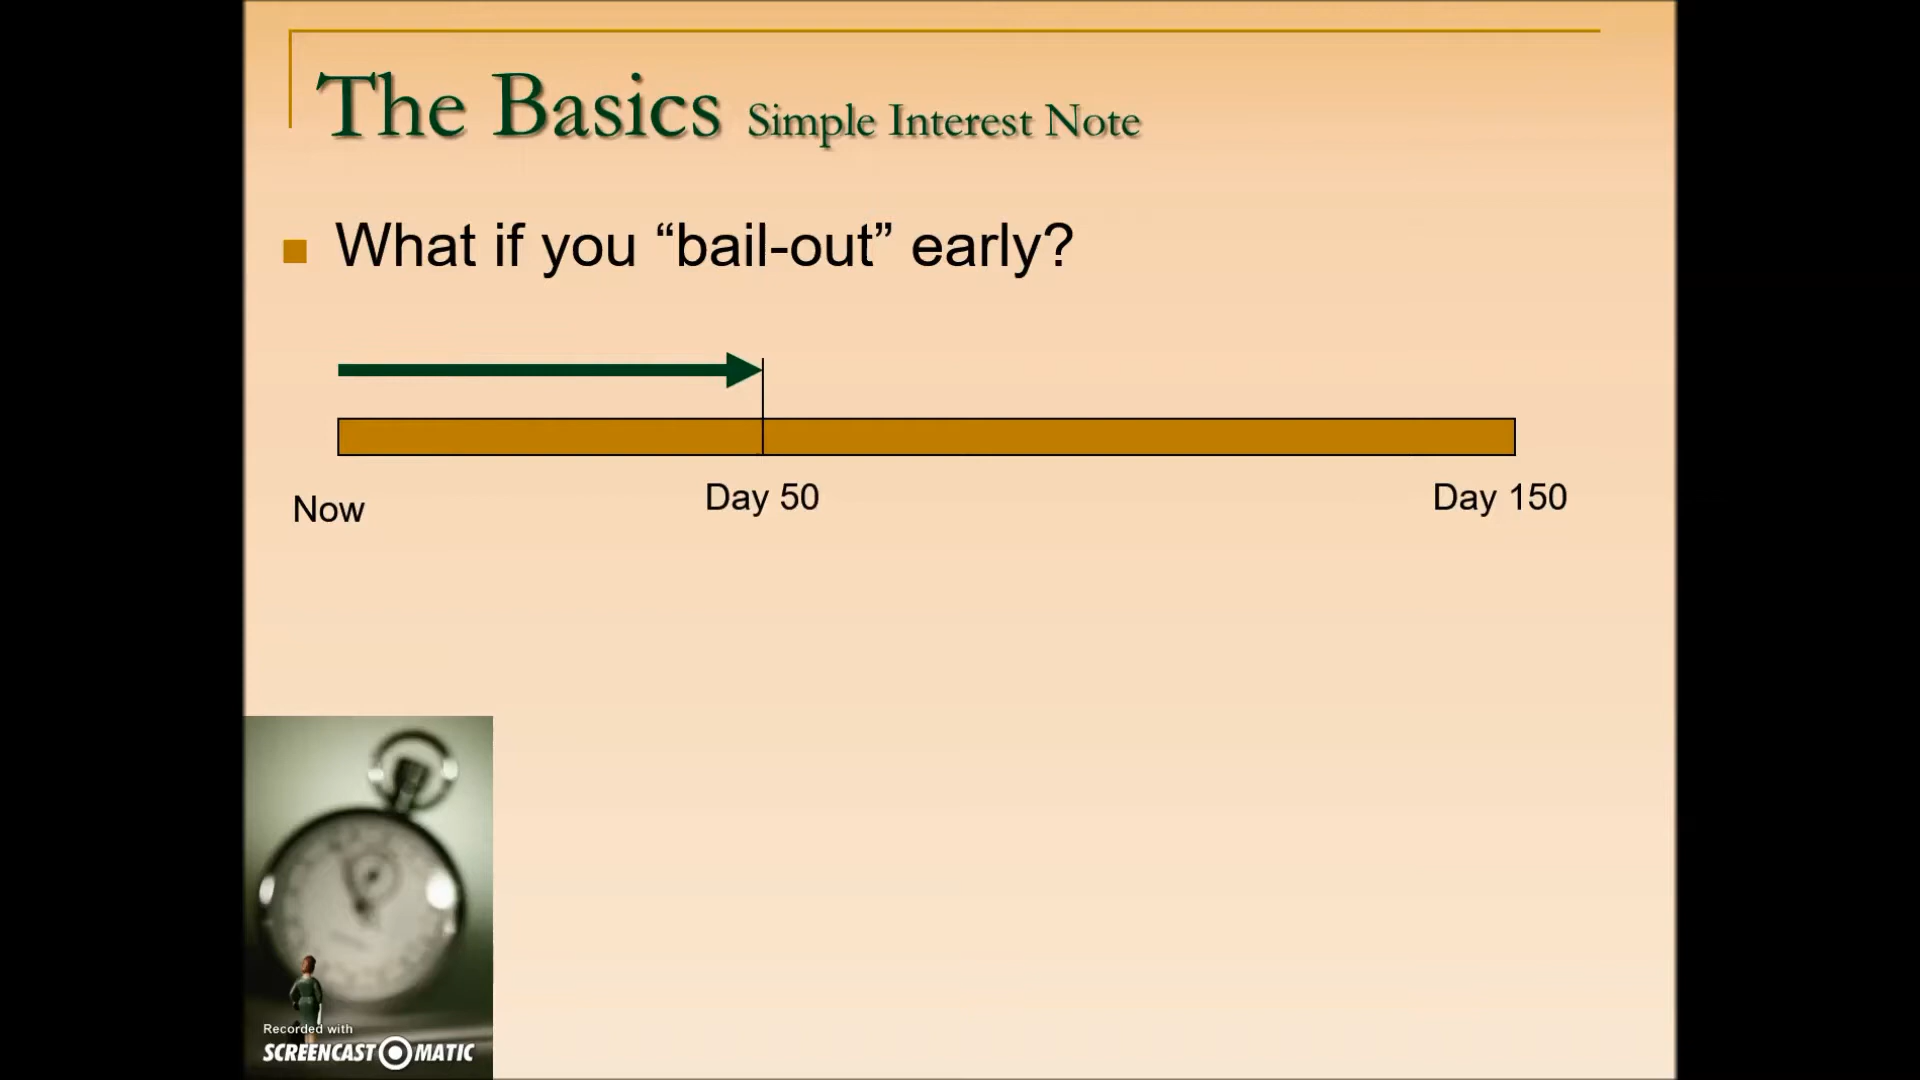 The Basics Simple Interest Note
What if you “bail-out” early?
Now
Day 50
Day 150
Recorded with
SCREENCAST MATIC